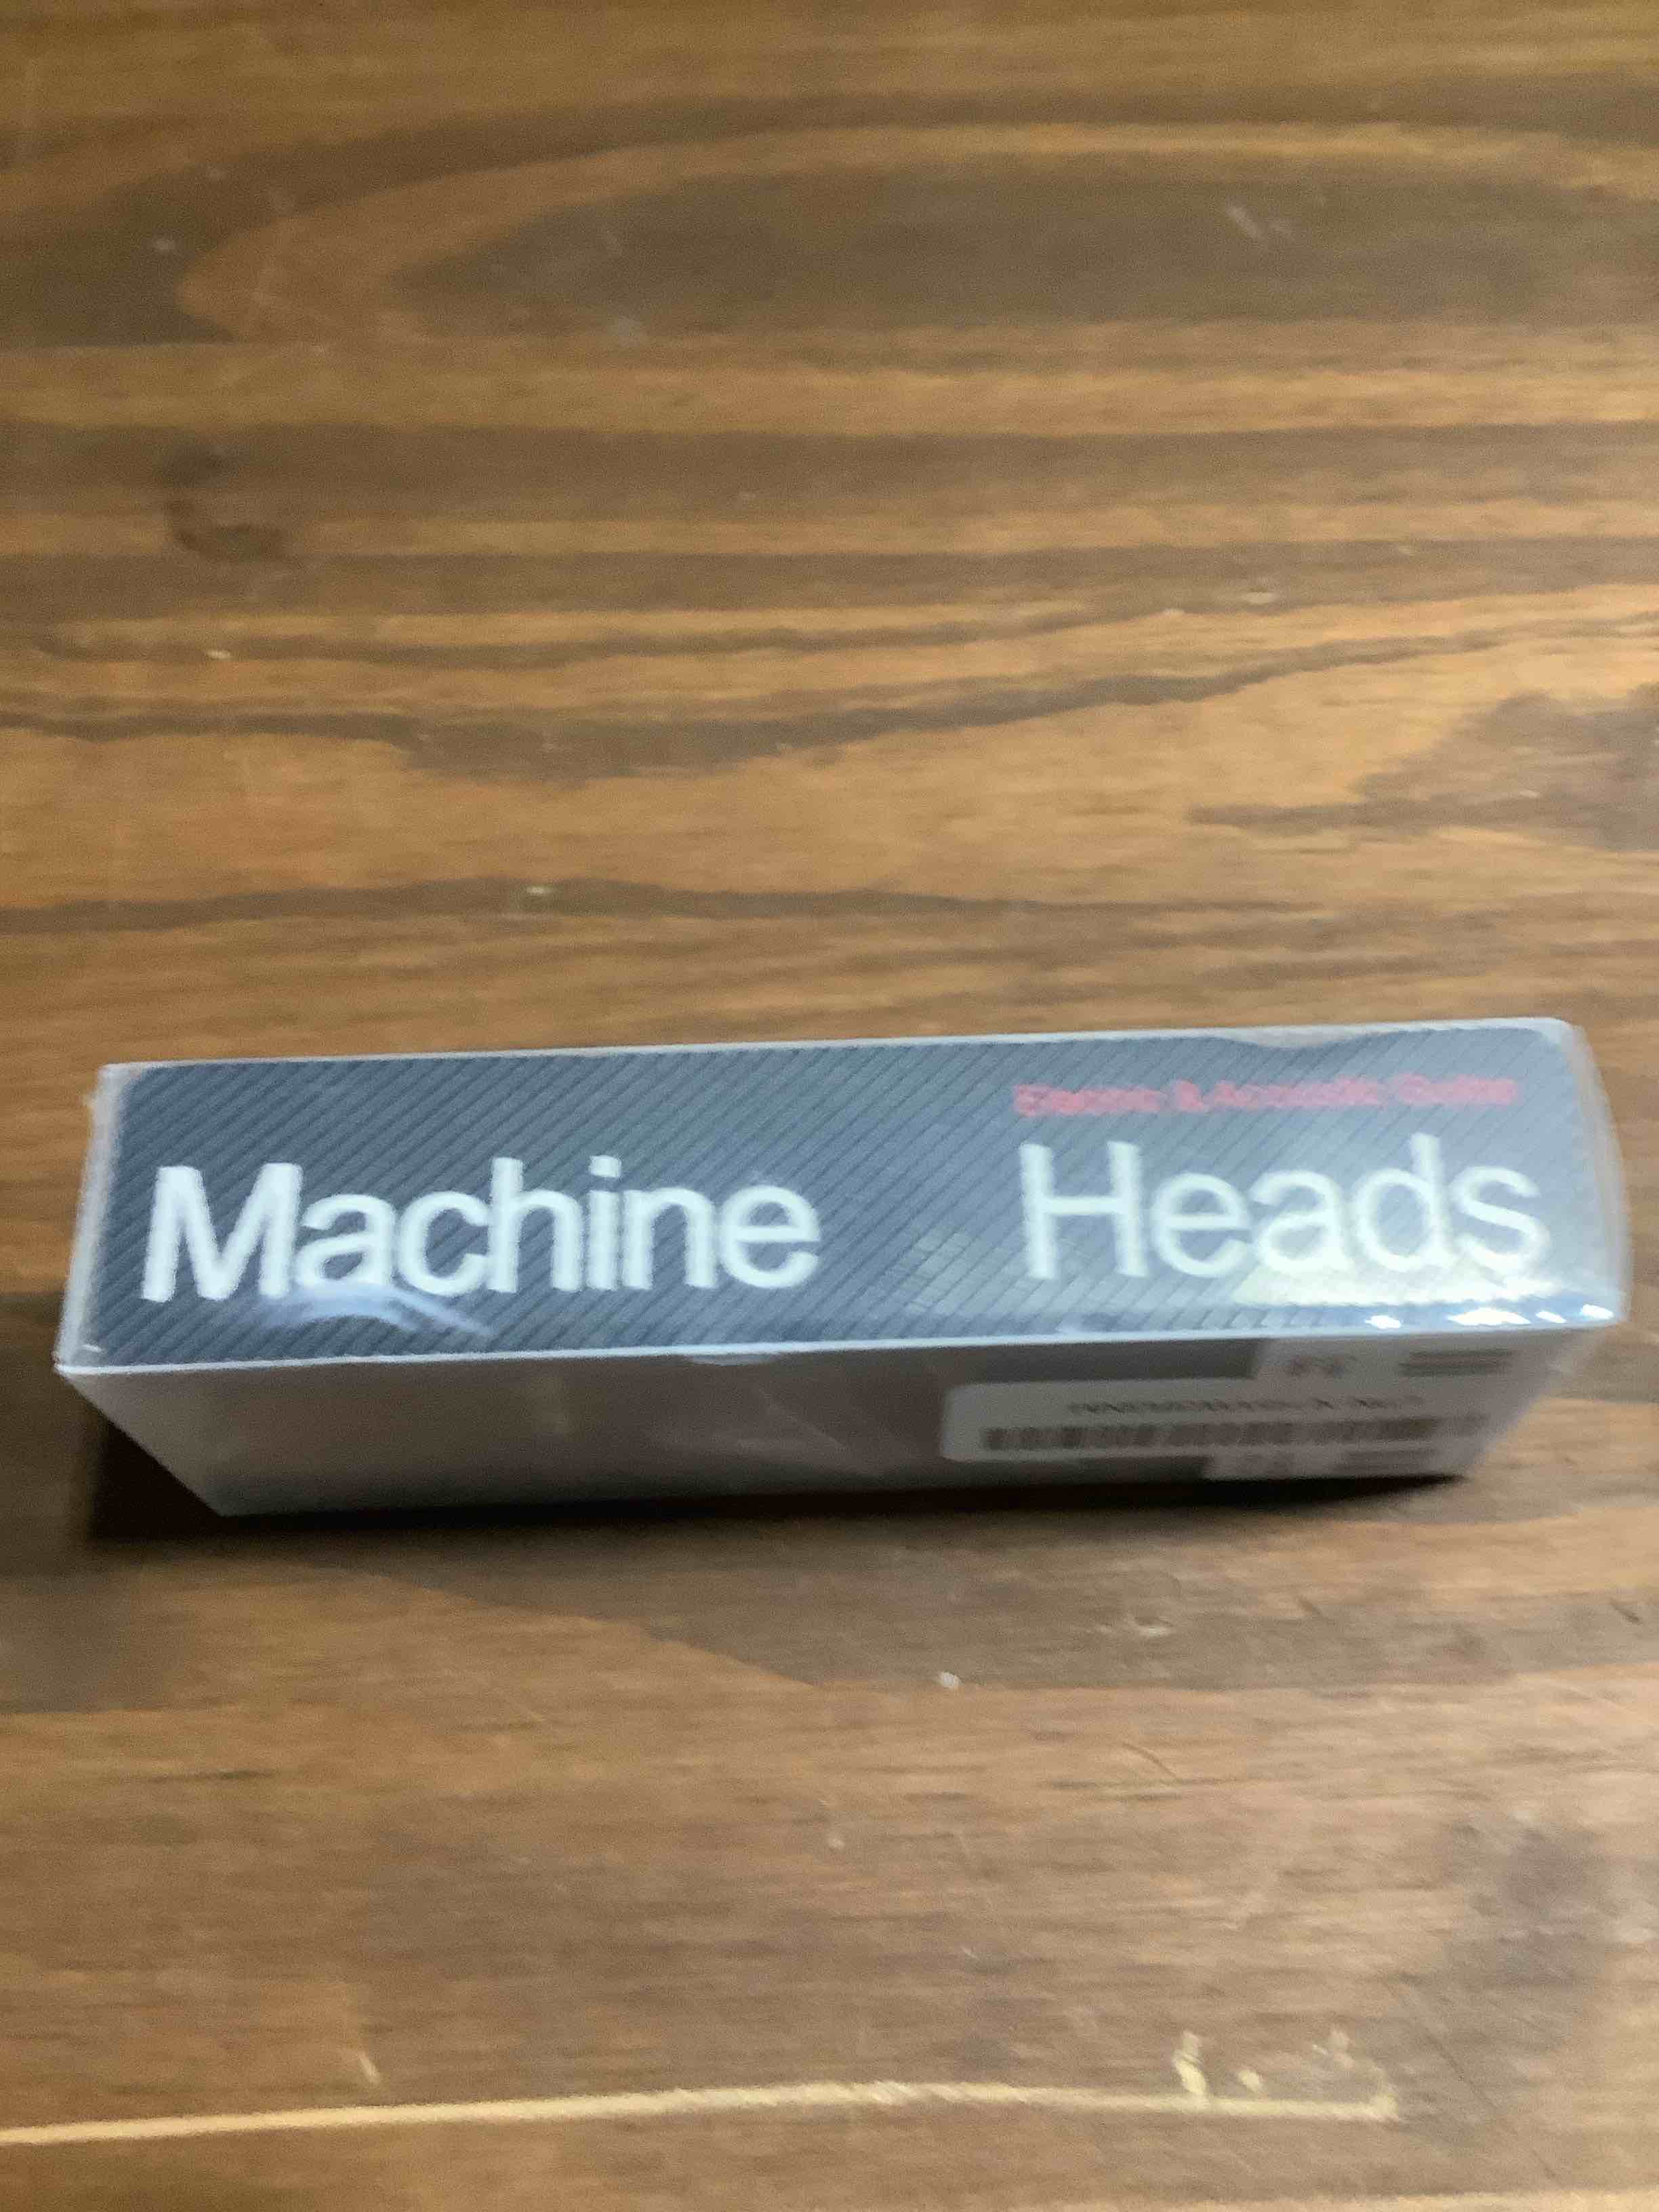 Electric & Acoustic Guitar
Machine Heads